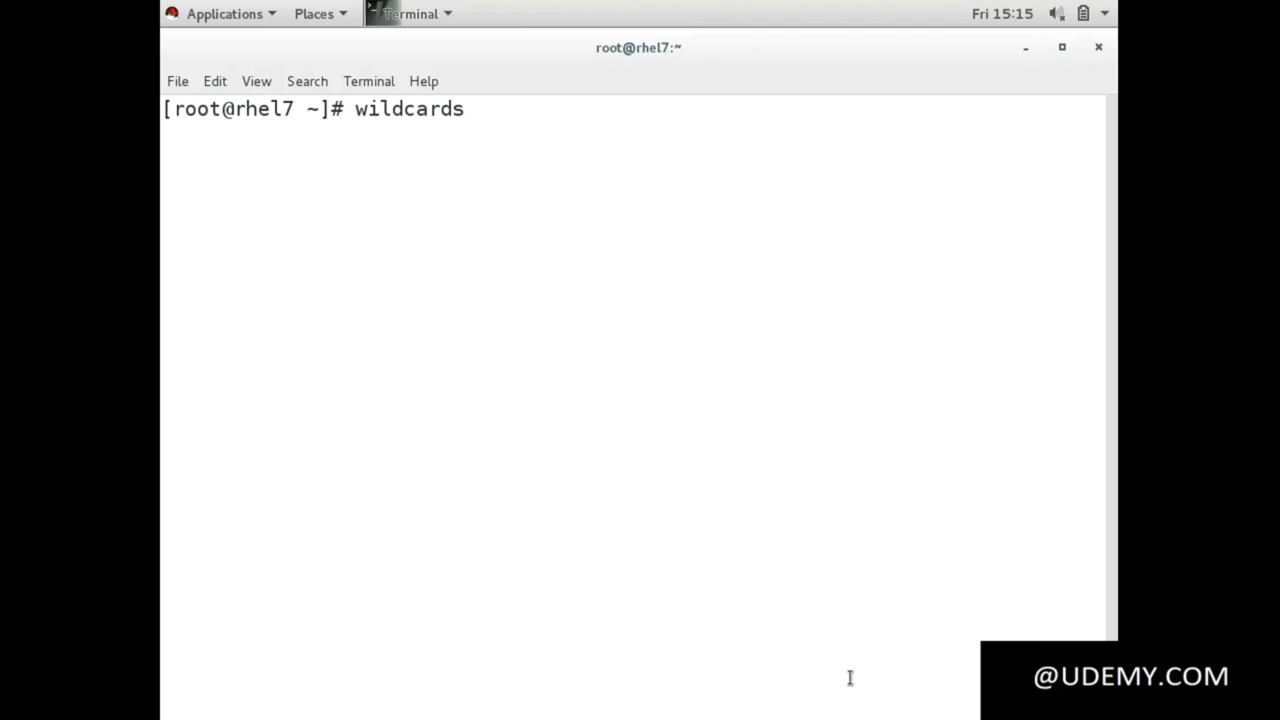 Applications Places Terminal Fri 15:15
root@rhel7:~
File Edit View Search Terminal Help
[root@rhel7 ~]# wildcards
@UDEMY.COM